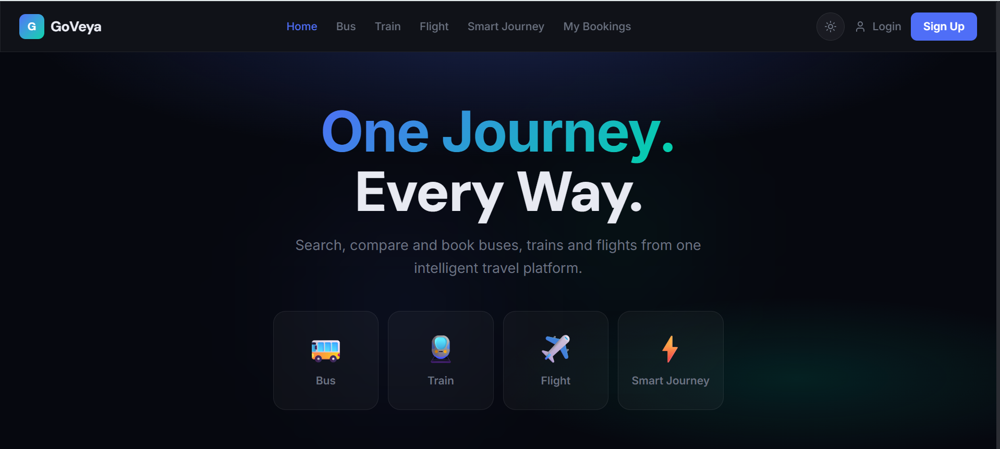 G GoVeya
Home Bus Train Flight Smart Journey My Bookings
Login Sign Up
One Journey.
Every Way.
Search, compare and book buses, trains and flights from one
intelligent travel platform.
Bus Train Flight Smart Journey